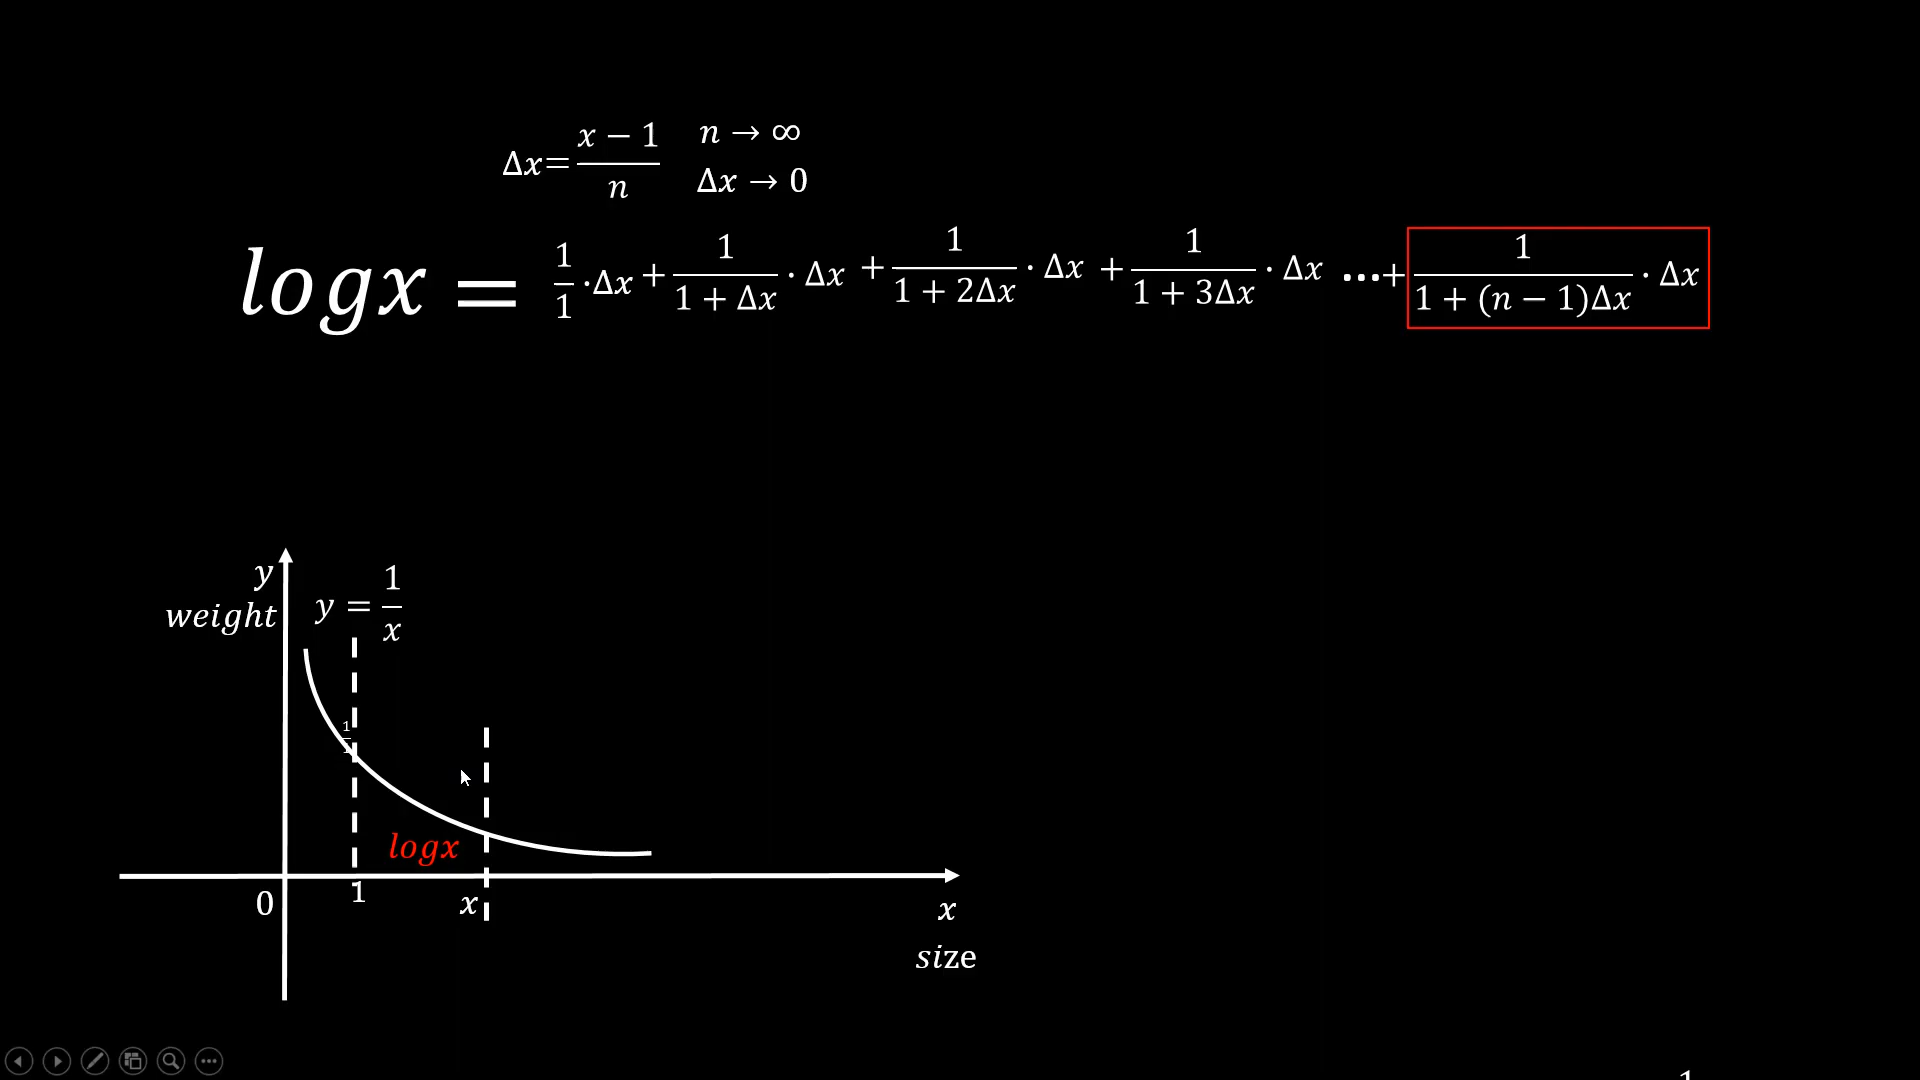 Δx = (x − 1)/n    n → ∞
Δx → 0
logx = 1/1 · Δx + 1/(1 + Δx) · Δx + 1/(1 + 2Δx) · Δx + 1/(1 + 3Δx) · Δx ...+ 1/(1 + (n − 1)Δx) · Δx
y
weight
y = 1/x
logx
0
1
x
x
size